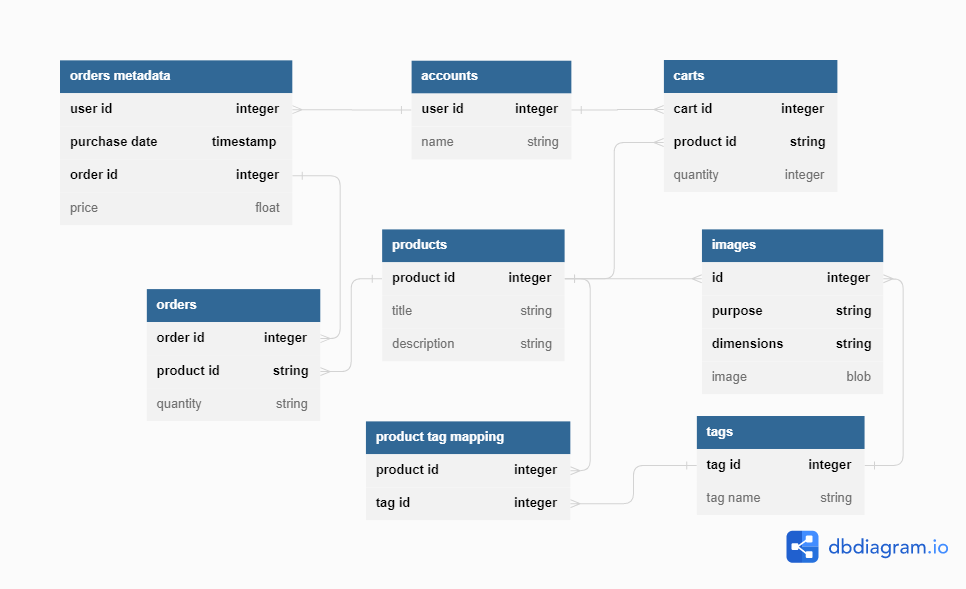 orders metadata
user id integer
purchase date timestamp
order id integer
price float
accounts
user id integer
name string
carts
cart id integer
product id string
quantity integer
products
product id integer
title string
description string
images
id integer
purpose string
dimensions string
image blob
orders
order id integer
product id string
quantity string
product tag mapping
product id integer
tag id integer
tags
tag id integer
tag name string
dbdiagram.io